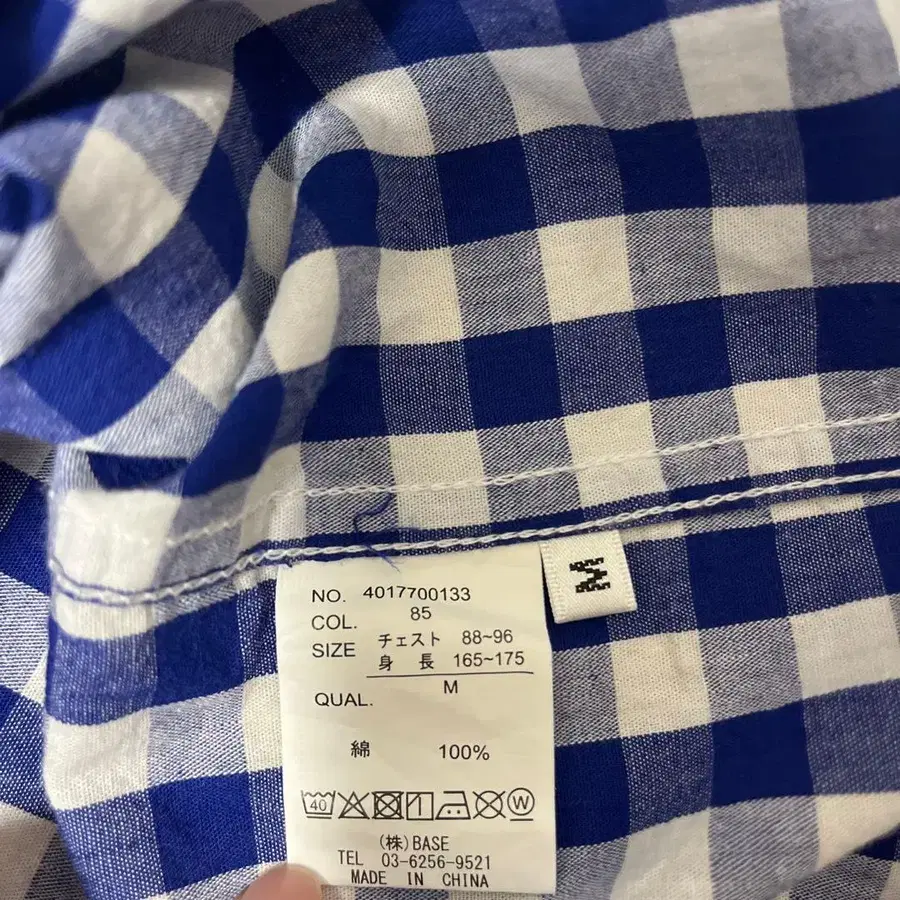 NO. 4017700133
COL. 85
SIZE チェスト 88~96
身 長 165~175
M
QUAL.
綿 100%
40 W
(株)BASE
TEL 03-6256-9521
MADE IN CHINA
M